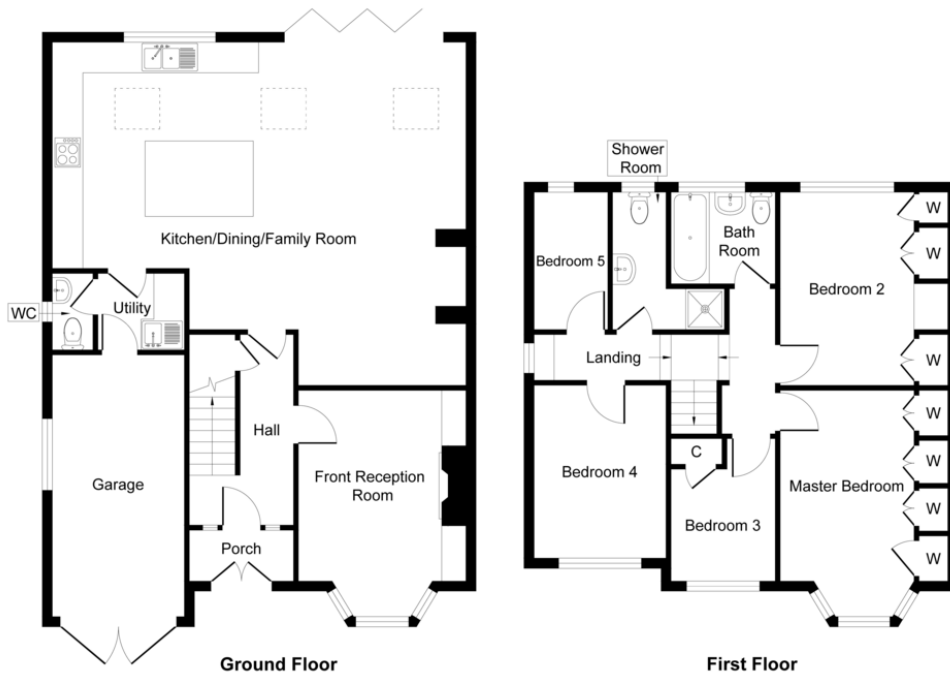 Kitchen/Dining/Family Room
WC
Utility
Garage
Hall
Front Reception
Room
Porch
Ground Floor
Shower
Room
Bedroom 5
Bath
Room
Bedroom 2
W
W
W
Landing
Bedroom 4
C
Bedroom 3
Master Bedroom
W
W
W
W
First Floor